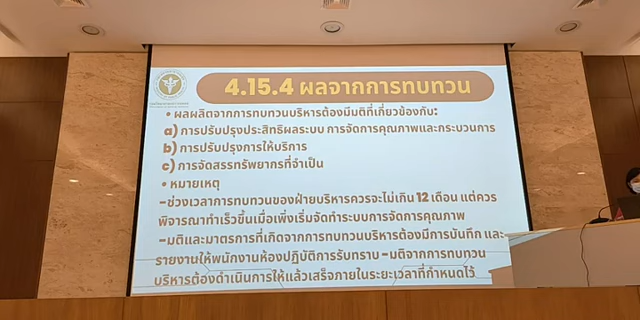 4.15.4 ผลจากการทบทวน
• ผลผลิตจากการทบทวนบริหารต้องมีมติที่เกี่ยวข้องกับ:
a) การปรับปรุงประสิทธิผลระบบ การจัดการคุณภาพและกระบวนการ
b) การปรับปรุงการให้บริการ
c) การจัดสรรทรัพยากรที่จำเป็น
• หมายเหตุ
-ช่วงเวลาการทบทวนของฝ่ายบริหารควรจะไม่เกิน 12 เดือน แต่ควร
พิจารณาทำเร็วขึ้นเมื่อเพิ่งเริ่มจัดทำระบบการจัดการคุณภาพ
-มติและมาตรการที่เกิดจากการทบทวนบริหารต้องมีการบันทึก และ
รายงานให้พนักงานห้องปฏิบัติการรับทราบ -มติจากการทบทวน
บริหารต้องดำเนินการให้แล้วเสร็จภายในระยะเวลาที่กำหนดไว้